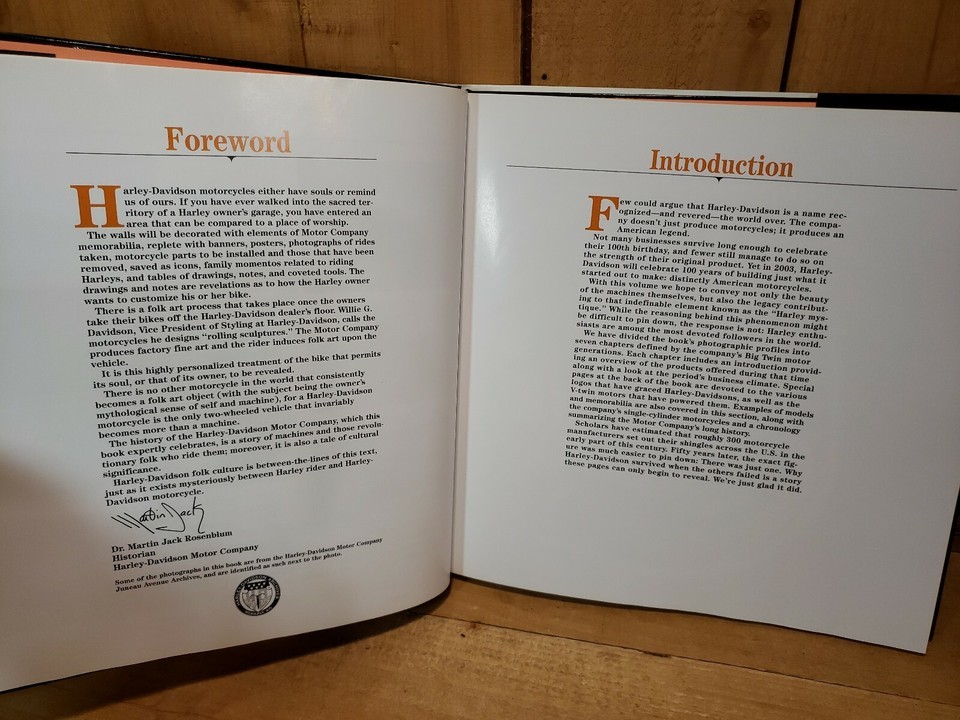 Foreword
Harley-Davidson motorcycles either have souls or remind
us of ours. If you have ever walked into the sacred ter-
ritory of a Harley owner's garage, you have entered an
area that can be compared to a place of worship.
The walls will be decorated with elements of Motor Company
memorabilia, replete with banners, posters, photographs of rides
taken, motorcycle parts to be installed and those that have been
removed, saved as icons, family momentos related to riding
Harleys, and tables of drawings, notes, and coveted tools. The
drawings and notes are revelations as to how the Harley owner
wants to customize his or her bike.
There is a folk art process that takes place once the owners
take their bikes off the Harley-Davidson dealer's floor. Willie G.
Davidson, Vice President of Styling at Harley-Davidson, calls the
motorcycles he designs "rolling sculptures." The Motor Company
produces factory fine art and the rider induces folk art upon the
vehicle.
It is this highly personalized treatment of the bike that permits
its soul, or that of its owner, to be revealed.
There is no other motorcycle in the world that consistently
becomes a folk art object (with the subject being the owner's
mythological sense of self and machine), for a Harley-Davidson
motorcycle is the only two-wheeled vehicle that invariably
becomes more than a machine.
The history of the Harley-Davidson Motor Company, which this
book expertly celebrates, is a story of machines and those revolu-
tionary folk who ride them; moreover, it is also a tale of cultural
significance.
Harley-Davidson folk culture is between-the-lines of this text,
just as it exists mysteriously between Harley rider and Harley-
Davidson motorcycle.
Martin Jack
Dr. Martin Jack Rosenblum
Historian
Harley-Davidson Motor Company
Some of the photographs in this book are from the Harley-Davidson Motor Company
Juneau Avenue Archives, and are identified as such next to the photo.
Introduction
Few could argue that Harley-Davidson is a name rec-
ognized—and revered—the world over. The compa-
ny doesn't just produce motorcycles; it produces an
American legend.
Not many businesses survive long enough to celebrate
their 100th birthday, and fewer still manage to do so on
the strength of their original product. Yet in 2003, Harley-
Davidson will celebrate 100 years of building just what it
started out to make: distinctly American motorcycles.
With this volume we hope to convey not only the beauty
of the machines themselves, but also the legacy contribut-
ing to that indefinable element known as the "Harley mys-
tique." While the reasoning behind this phenomenon might
be difficult to pin down, the response is not: Harley enthu-
siasts are among the most devoted followers in the world.
We have divided the book's photographic profiles into
seven chapters defined by the company's Big Twin motor
generations. Each chapter includes an introduction provid-
ing an overview of the products offered during that time
along with a look at the period's business climate. Special
pages at the back of the book are devoted to the various
logos that have graced Harley-Davidsons, as well as the
V-twin motors that have powered them. Examples of models
and memorabilia are also covered in this section, along with
the company's single-cylinder motorcycles and a chronology
summarizing the Motor Company's long history.
Scholars have estimated that roughly 300 motorcycle
manufacturers set out their shingles across the U.S. in the
early part of this century. Fifty years later, the exact fig-
ure was much easier to pin down: There was just one. Why
Harley-Davidson survived when the others failed is a story
these pages can only begin to reveal. We're just glad it did.